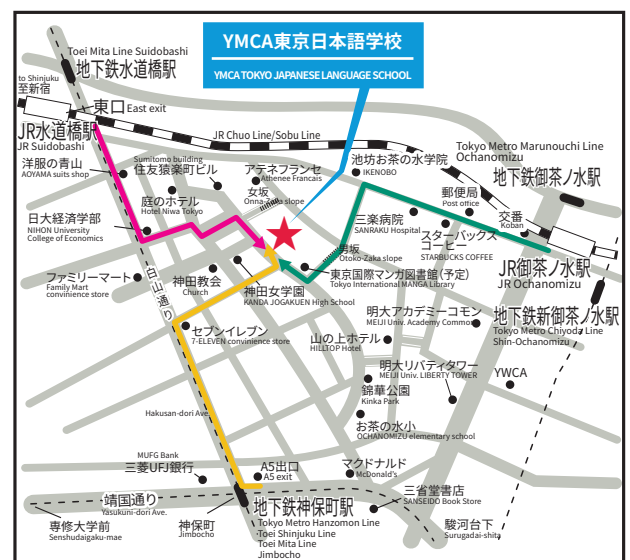 YMCA東京日本語学校
YMCA TOKYO JAPANESE LANGUAGE SCHOOL
Toei Mita Line Suidobashi
地下鉄水道橋駅
to Shinjuku
至新宿
東口 East exit
JR水道橋駅
JR Suidobashi
JR Chuo Line/Sobu Line
Tokyo Metro Marunouchi Line
Ochanomizu
地下鉄御茶ノ水駅
洋服の青山
AOYAMA suits shop
Sumitomo building
住友猿楽町ビル
アテネフランセ
Athenee Francais
池坊お茶の水学院
IKENOBO
女坂
Onna-Zaka slope
庭のホテル
Hotel Niwa Tokyo
郵便局
Post office
交番
Koban
日大経済学部
NIHON University
College of Economics
三楽病院
SANRAKU Hospital
スターバックス
コーヒー
STARBUCKS COFFEE
男坂
Otoko-Zaka slope
JR御茶ノ水駅
JR Ochanomizu
ファミリーマート
Family Mart
convinience store
白山通り
神田教会
Church
神田女学園
KANDA JOGAKUEN High School
東京国際マンガ図書館(予定)
Tokyo International MANGA Library
明大アカデミーコモン
MEIJI Univ. Academy Common
地下鉄新御茶ノ水駅
Tokyo Metro Chiyoda Line
Shin-Ochanomizu
セブンイレブン
7-ELEVEN convinience store
山の上ホテル
HILLTOP Hotel
明大リバティタワー
MEIJI Univ. LIBERTY TOWER
YWCA
錦華公園
Kinka Park
Hakusan-dori Ave.
お茶の水小
OCHANOMIZU elementary school
MUFG Bank
三菱UFJ銀行
A5出口
A5 exit
マクドナルド
McDonald's
靖国通り
Yasukuni-dori Ave.
三省堂書店
SANSEIDO Book Store
専修大学前
Senshudaigaku-mae
神保町
Jimbocho
地下鉄神保町駅
Tokyo Metro Hanzomon Line
Toei Shinjuku Line
Toei Mita Line
Jimbocho
駿河台下
Surugadai-shita